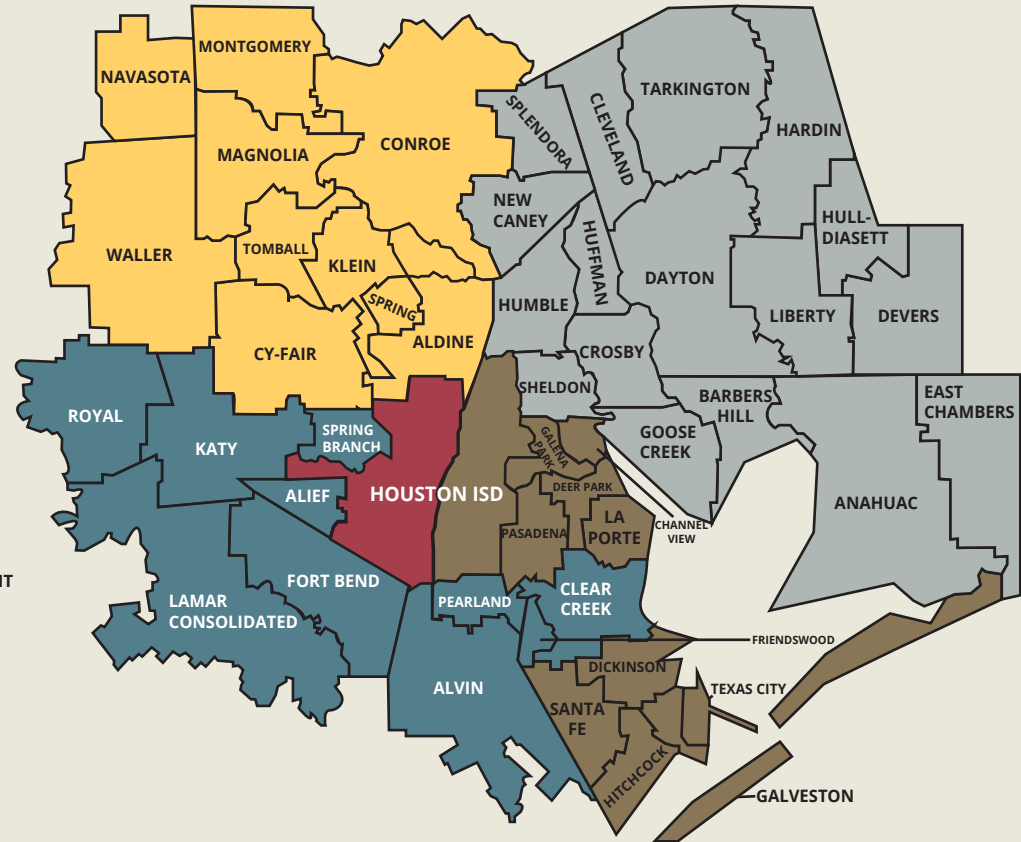 MONTGOMERY
NAVASOTA
TARKINGTON
SPLENDORA
CLEVELAND
HARDIN
CONROE
MAGNOLIA
NEW
CANEY
HULL-
DIASETT
WALLER
TOMBALL
KLEIN
HUFFMAN
DAYTON
SPRING
HUMBLE
LIBERTY
DEVERS
CY-FAIR
ALDINE
CROSBY
SHELDON
BARBERS
HILL
EAST
CHAMBERS
ROYAL
KATY
SPRING
BRANCH
GALENA
PARK
GOOSE
CREEK
ALIEF
HOUSTON ISD
DEER PARK
ANAHUAC
PASADENA
LA
PORTE
CHANNEL
VIEW
NT
FORT BEND
CLEAR
CREEK
PEARLAND
LAMAR
CONSOLIDATED
FRIENDSWOOD
DICKINSON
ALVIN
TEXAS CITY
SANTA
FE
HITCHCOCK
GALVESTON